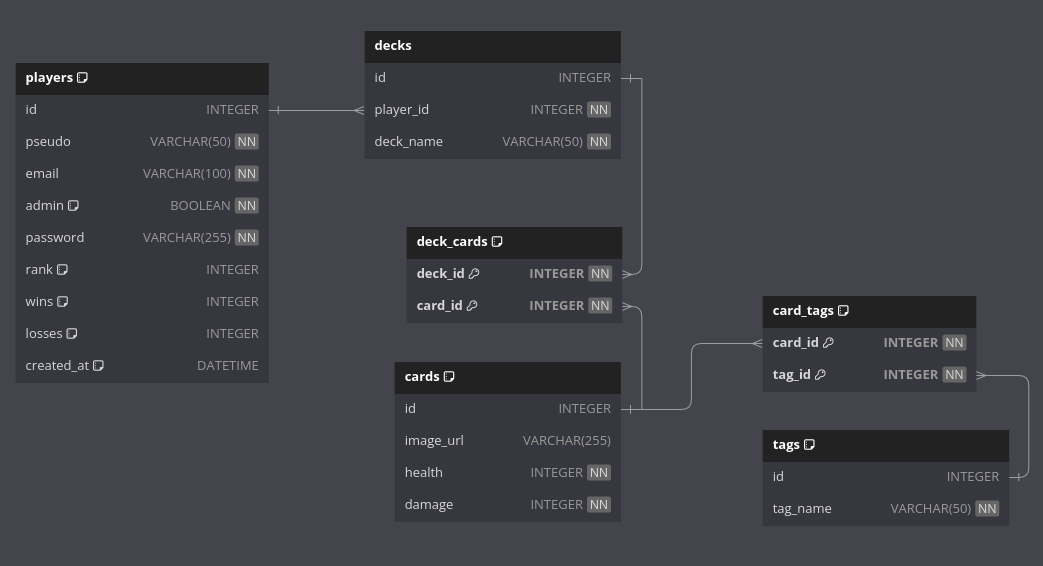 players
id INTEGER
pseudo VARCHAR(50) NN
email VARCHAR(100) NN
admin BOOLEAN NN
password VARCHAR(255) NN
rank INTEGER
wins INTEGER
losses INTEGER
created_at DATETIME
decks
id INTEGER
player_id INTEGER NN
deck_name VARCHAR(50) NN
deck_cards
deck_id INTEGER NN
card_id INTEGER NN
cards
id INTEGER
image_url VARCHAR(255)
health INTEGER NN
damage INTEGER NN
card_tags
card_id INTEGER NN
tag_id INTEGER NN
tags
id INTEGER
tag_name VARCHAR(50) NN